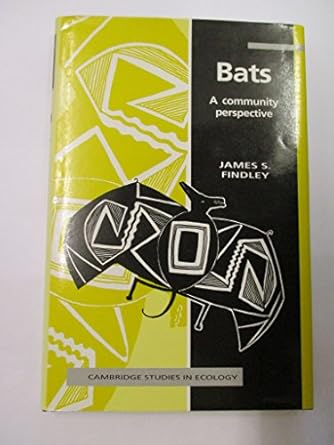 Bats
A community
perspective
JAMES S.
FINDLEY
CAMBRIDGE STUDIES IN ECOLOGY